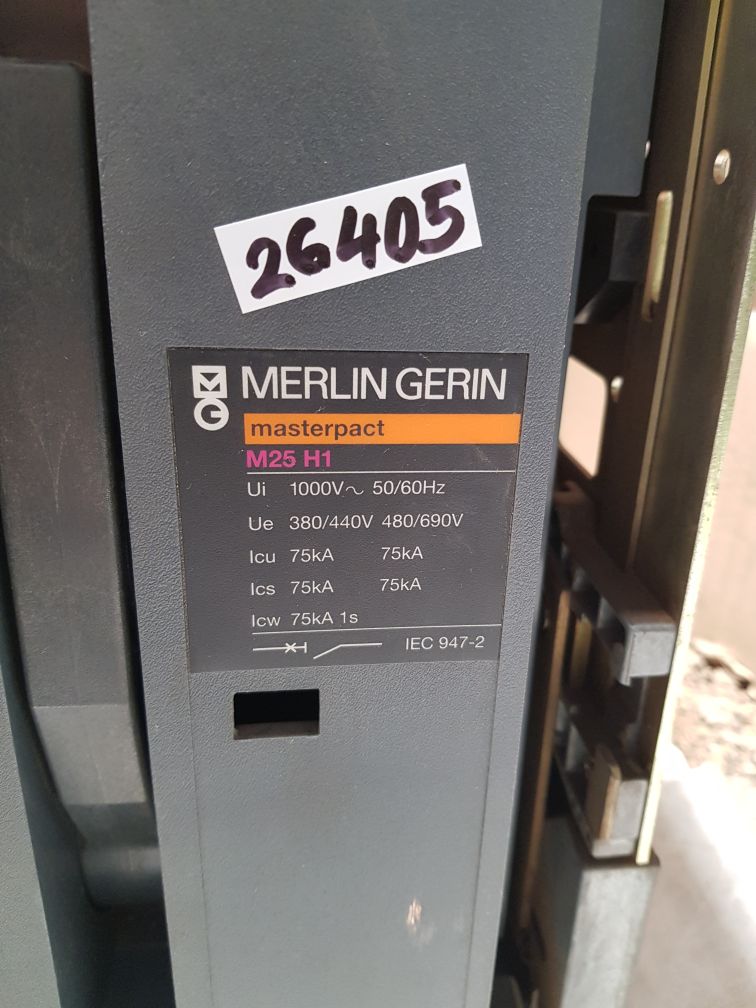 26405
MERLIN GERIN
masterpact
M25 H1
Ui 1000V~ 50/60Hz
Ue 380/440V 480/690V
Icu 75kA 75kA
Ics 75kA 75kA
Icw 75kA 1s
IEC 947-2